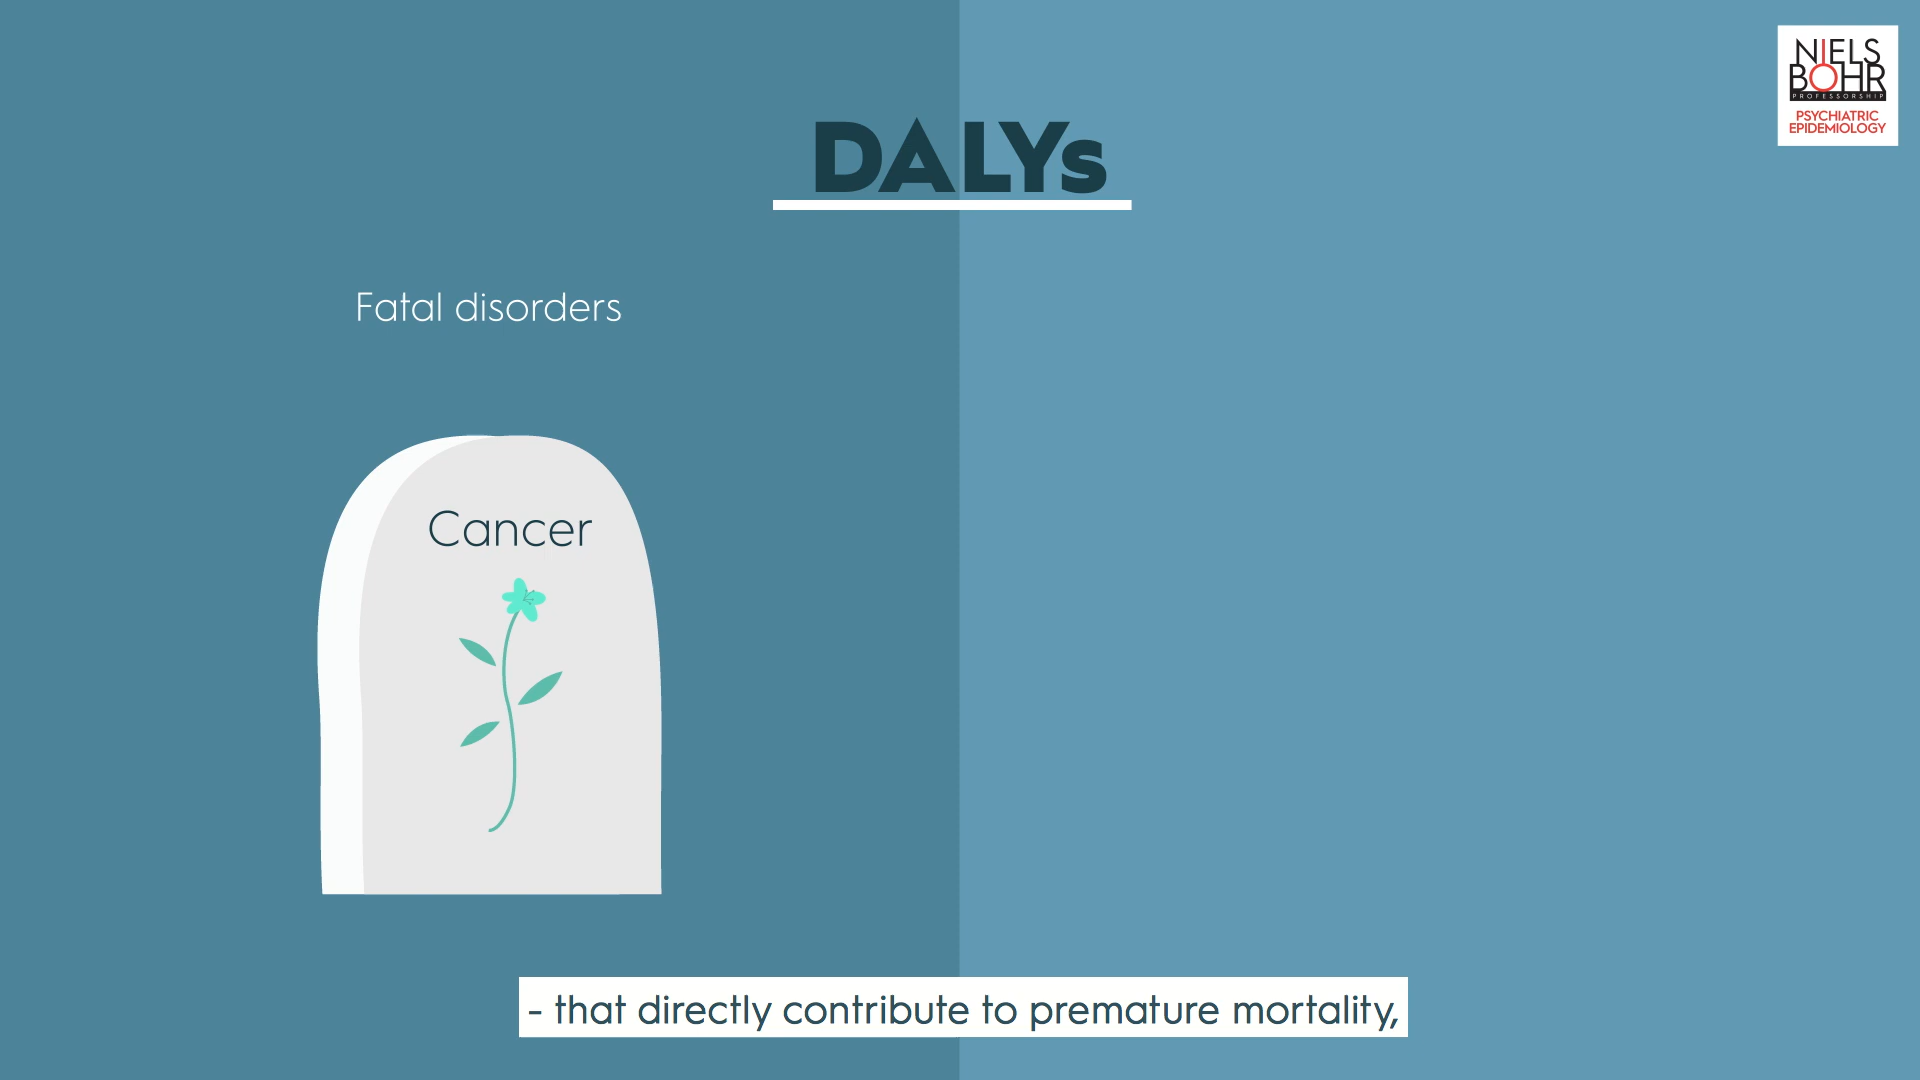 NIELS
BOHR
PROFESSORSHIP
PSYCHIATRIC
EPIDEMIOLOGY
DALYs
Fatal disorders
Cancer
- that directly contribute to premature mortality,